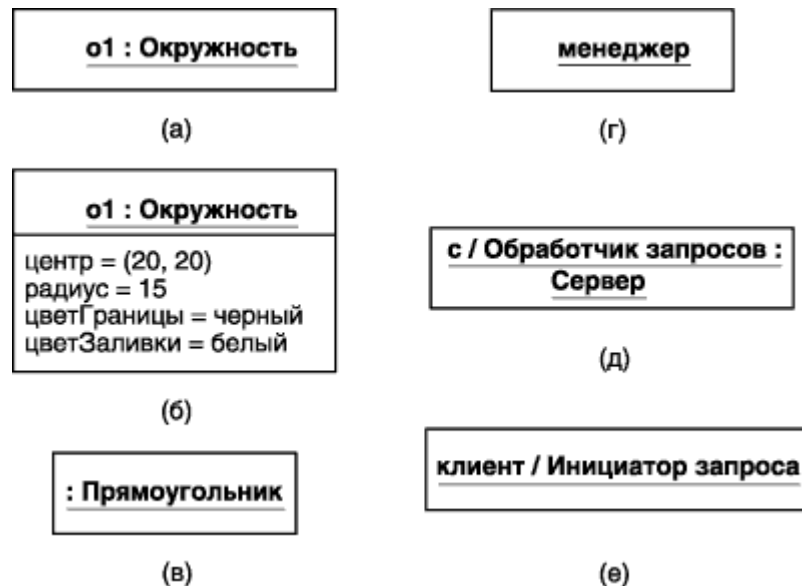 о1 : Окружность
(а)
о1 : Окружность
центр = (20, 20)
радиус = 15
цветГраницы = черный
цветЗаливки = белый
(б)
: Прямоугольник
(в)
менеджер
(г)
с / Обработчик запросов :
Сервер
(д)
клиент / Инициатор запроса
(е)